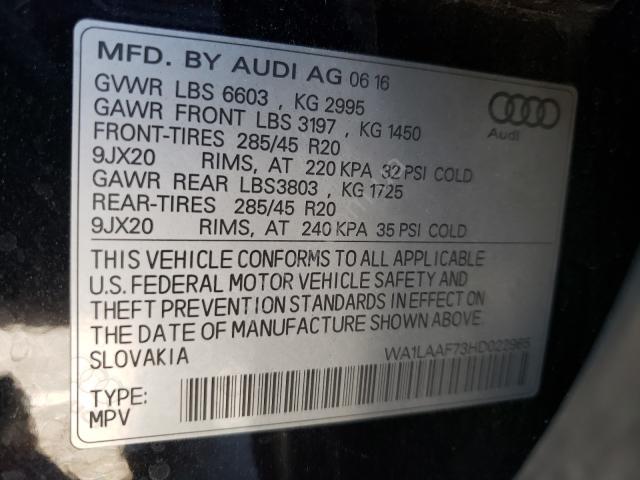 MFD. BY AUDI AG 06 16
GVWR LBS 6603 , KG 2995
GAWR FRONT LBS 3197 , KG 1450
FRONT-TIRES 285/45 R20
9JX20 RIMS, AT 220 KPA 32 PSI COLD
GAWR REAR LBS3803 , KG 1725
REAR-TIRES 285/45 R20
9JX20 RIMS, AT 240 KPA 35 PSI COLD
Audi
THIS VEHICLE CONFORMS TO ALL APPLICABLE
U.S. FEDERAL MOTOR VEHICLE SAFETY AND
THEFT PREVENTION STANDARDS IN EFFECT ON
THE DATE OF MANUFACTURE SHOWN ABOVE.
SLOVAKIA
WA1LAAF73HD022965
TYPE:
MPV